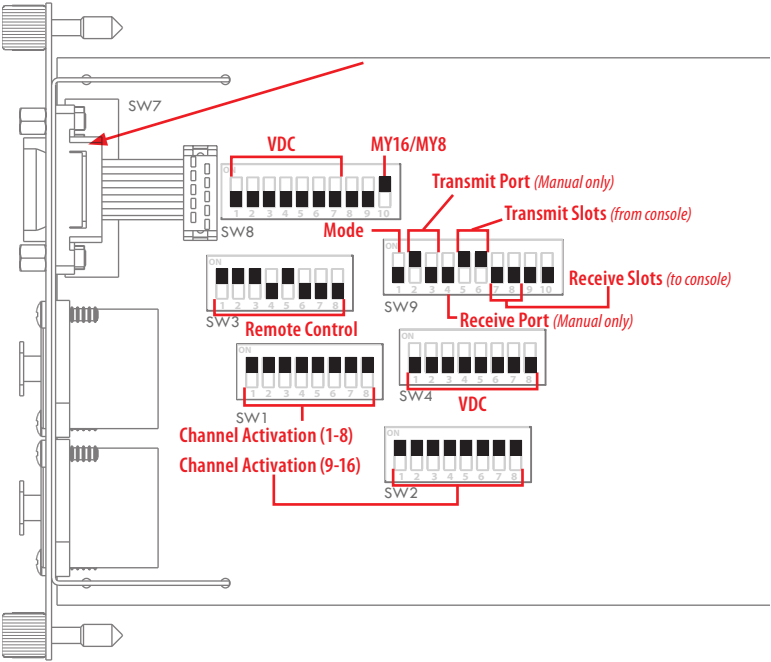 SW7
VDC
MY16/MY8
ON
1 2 3 4 5 6 7 8 9 10
SW8
Transmit Port (Manual only)
Transmit Slots (from console)
Mode
ON
1 2 3 4 5 6 7 8 9 10
SW9
Receive Slots (to console)
Receive Port (Manual only)
ON
1 2 3 4 5 6 7 8
SW3
Remote Control
ON
1 2 3 4 5 6 7 8
SW4
VDC
ON
1 2 3 4 5 6 7 8
SW1
Channel Activation (1-8)
Channel Activation (9-16)
ON
1 2 3 4 5 6 7 8
SW2